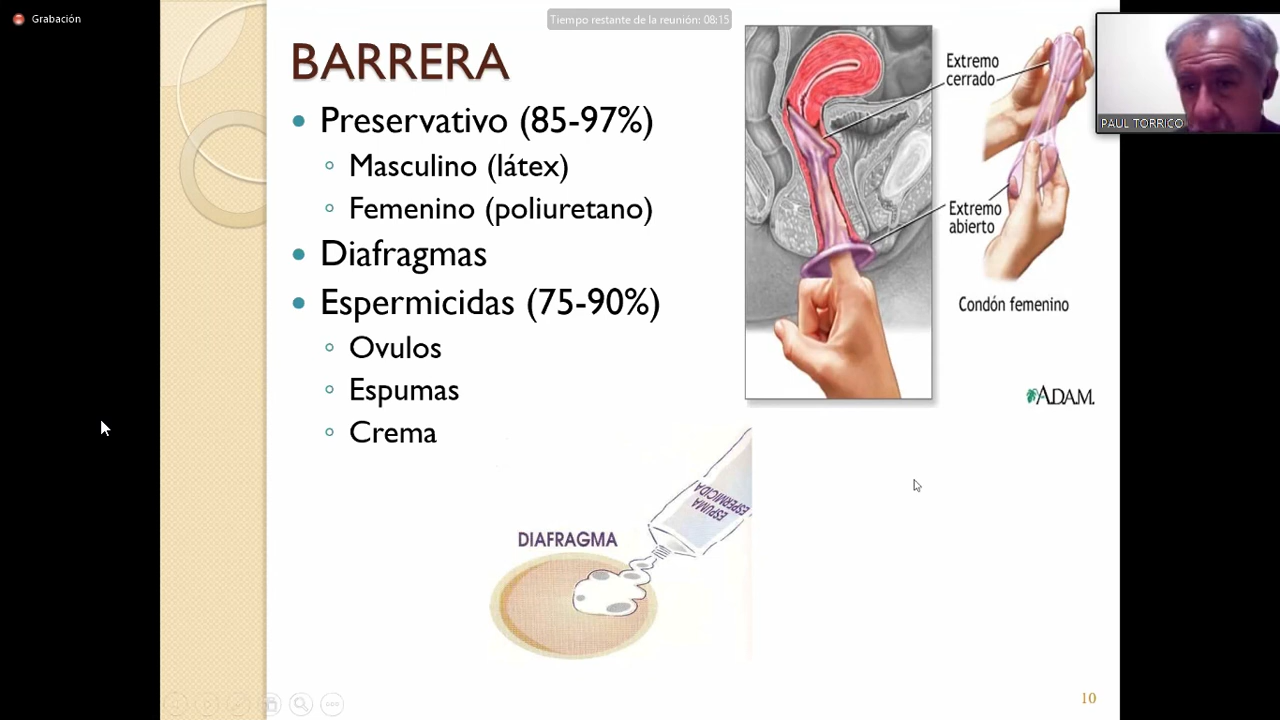 Grabación
Tiempo restante de la reunión: 08:15
PAUL TORRICO
BARRERA
Preservativo (85-97%)
Masculino (látex)
Femenino (poliuretano)
Diafragmas
Espermicidas (75-90%)
Ovulos
Espumas
Crema
Extremo
cerrado
Extremo
abierto
Condón femenino
ADAM.
DIAFRAGMA
ESPUMA
ESPERMICIDA
ESPERMICIDA
10